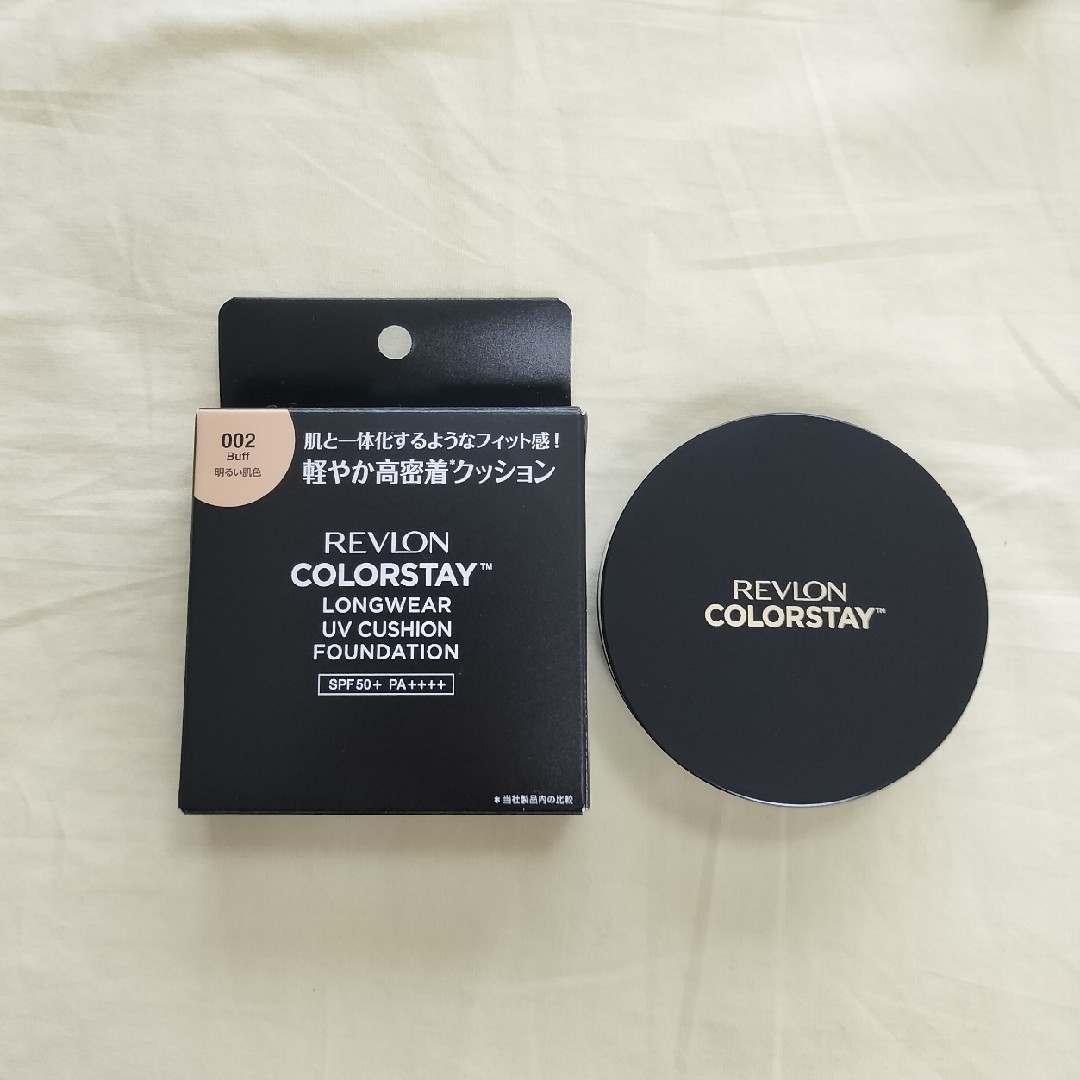 002
Buff
明るい肌色
肌と一体化するようなフィット感!
軽やか高密着*クッション
REVLON
COLORSTAY™
LONGWEAR
UV CUSHION
FOUNDATION
SPF50+ PA++++
*当社製品内の比較
REVLON
COLORSTAY™